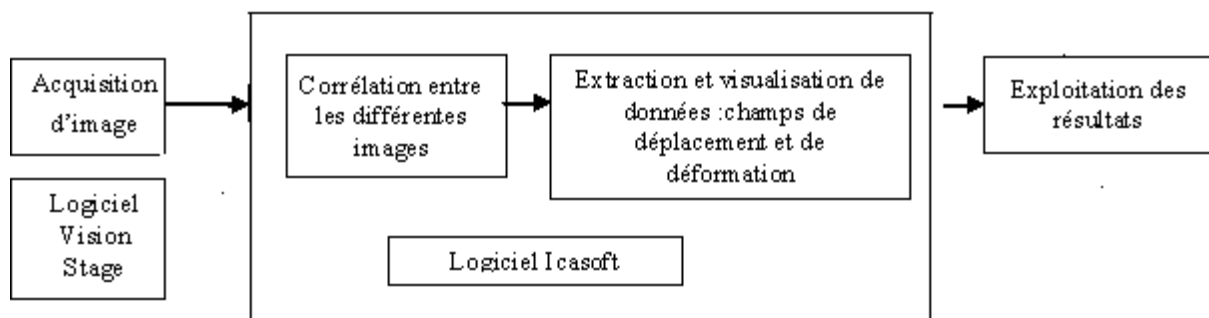 Acquisition
d'image
Logiciel
Vision
Stage
Corrélation entre
les différentes
images
Extraction et visualisation de
données :champs de
déplacement et de
déformation
Logiciel Icasoft
Exploitation des
résultats